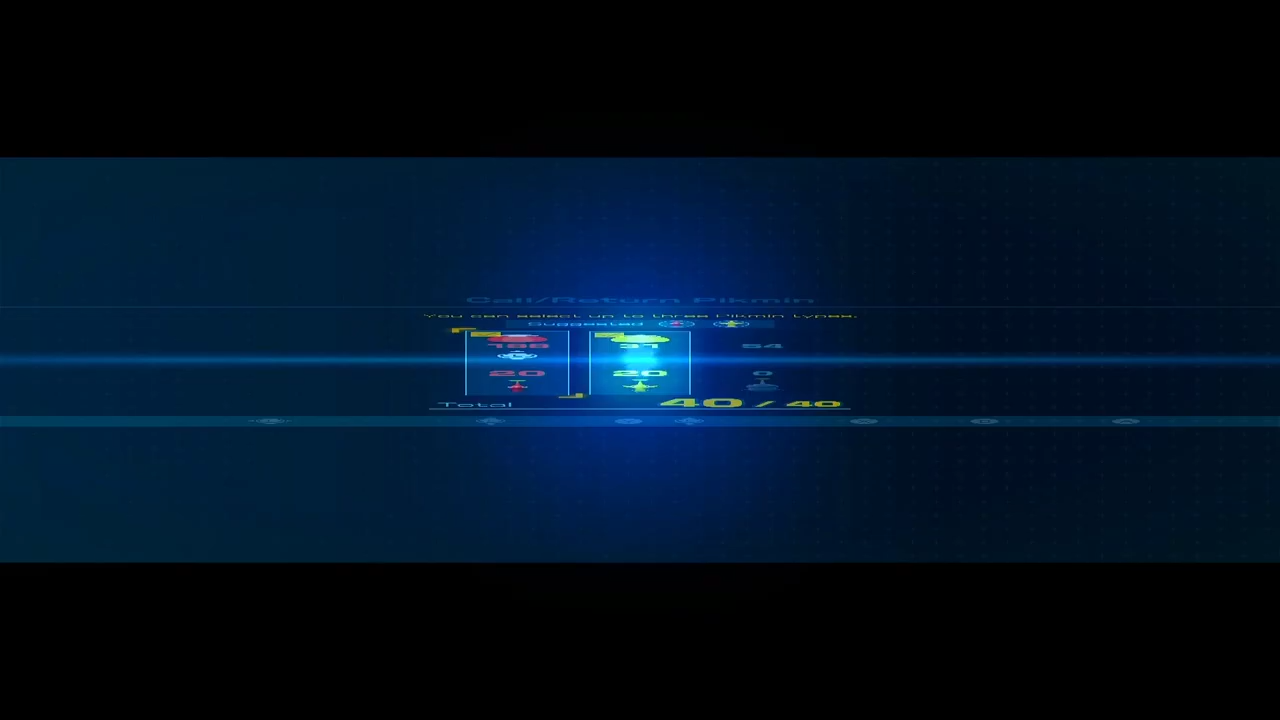 Call/Return Pikmin
You can select up to three Pikmin types.
Suggested
54
20 20 0
Total 40 / 40